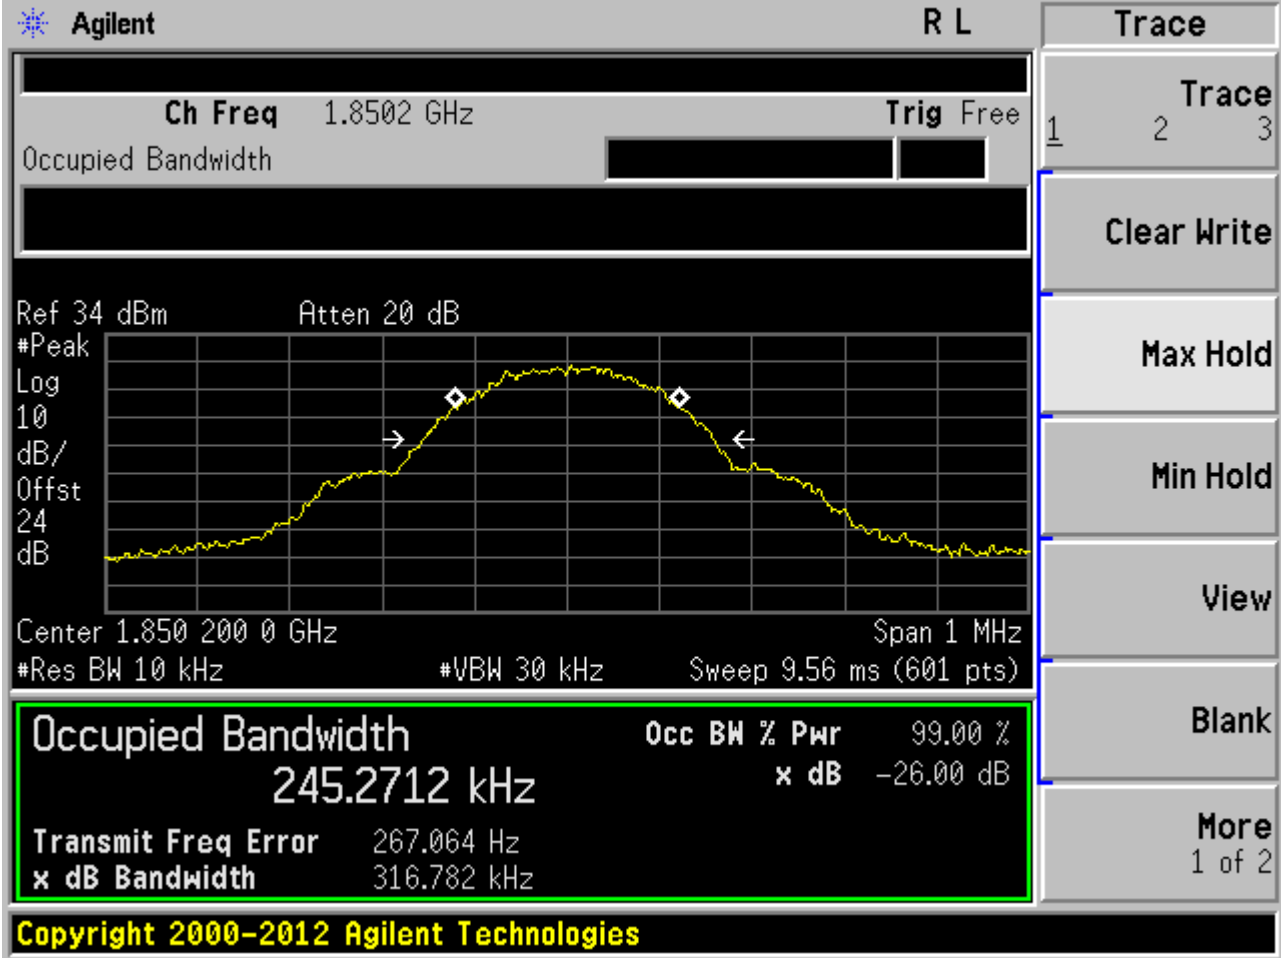 Agilent R L Trace
Ch Freq 1.8502 GHz Trig Free
Occupied Bandwidth
Trace
1 2 3
Clear Write
Max Hold
Min Hold
View
Blank
More
1 of 2
Ref 34 dBm Atten 20 dB
#Peak
Log
10
dB/
Offst
24
dB
Center 1.850 200 0 GHz Span 1 MHz
#Res BW 10 kHz #VBW 30 kHz Sweep 9.56 ms (601 pts)
Occupied Bandwidth Occ BW % Pwr 99.00 %
245.2712 kHz x dB -26.00 dB
Transmit Freq Error 267.064 Hz
x dB Bandwidth 316.782 kHz
Copyright 2000-2012 Agilent Technologies